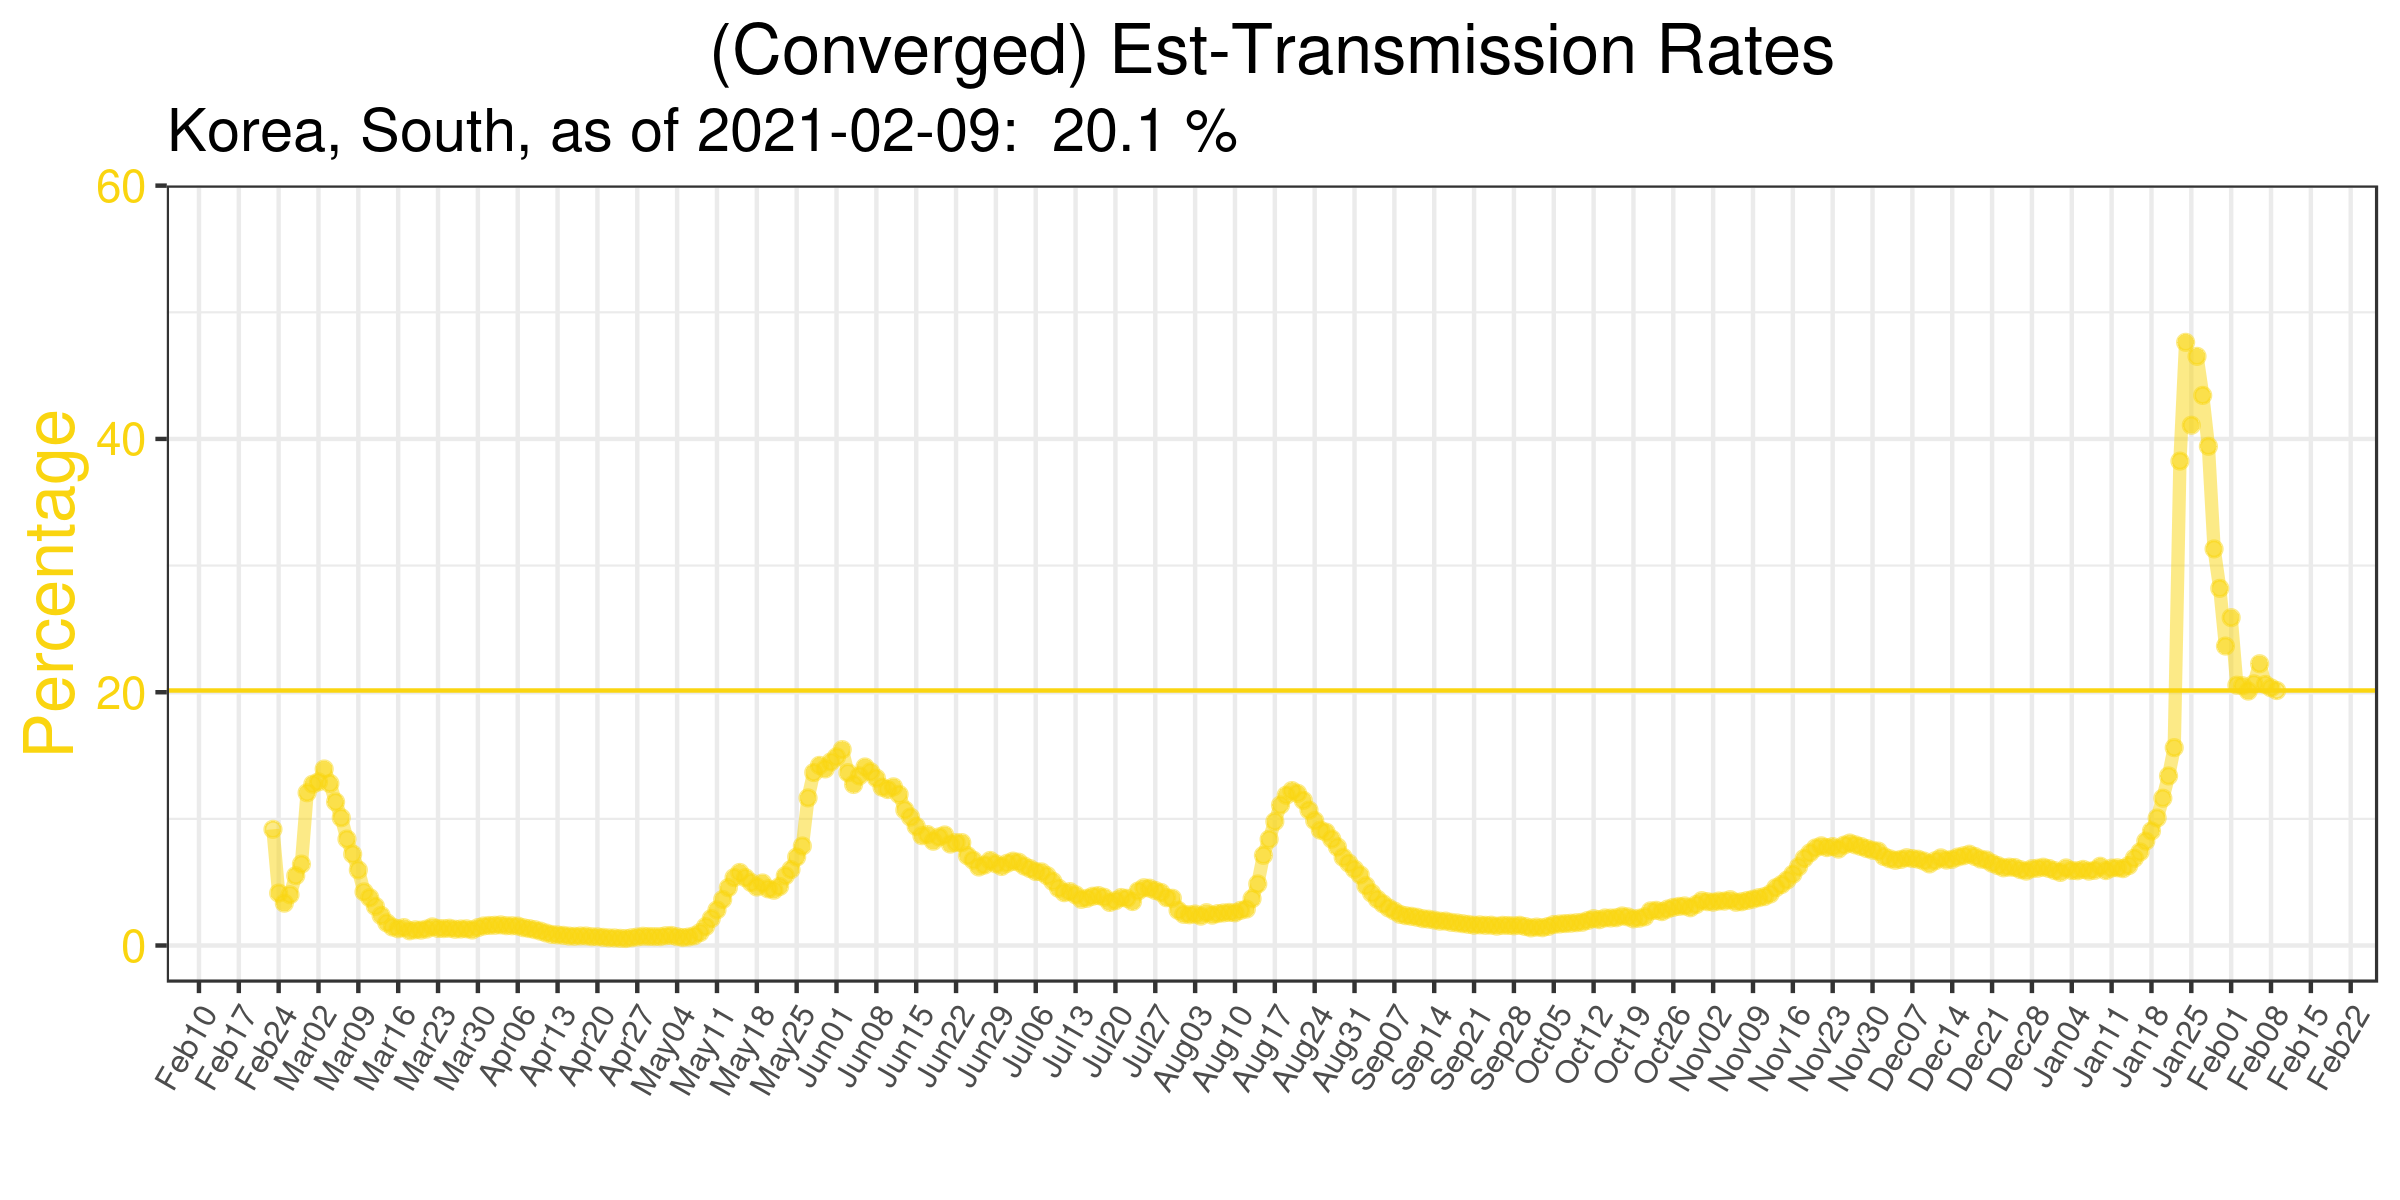 (Converged) Est-Transmission Rates
Korea, South, as of 2021-02-09:  20.1 %
Percentage
60
40
20
0
Feb10
Feb17
Feb24
Mar02
Mar09
Mar16
Mar23
Mar30
Apr06
Apr13
Apr20
Apr27
May04
May11
May18
May25
Jun01
Jun08
Jun15
Jun22
Jun29
Jul06
Jul13
Jul20
Jul27
Aug03
Aug10
Aug17
Aug24
Aug31
Sep07
Sep14
Sep21
Sep28
Oct05
Oct12
Oct19
Oct26
Nov02
Nov09
Nov16
Nov23
Nov30
Dec07
Dec14
Dec21
Dec28
Jan04
Jan11
Jan18
Jan25
Feb01
Feb08
Feb15
Feb22